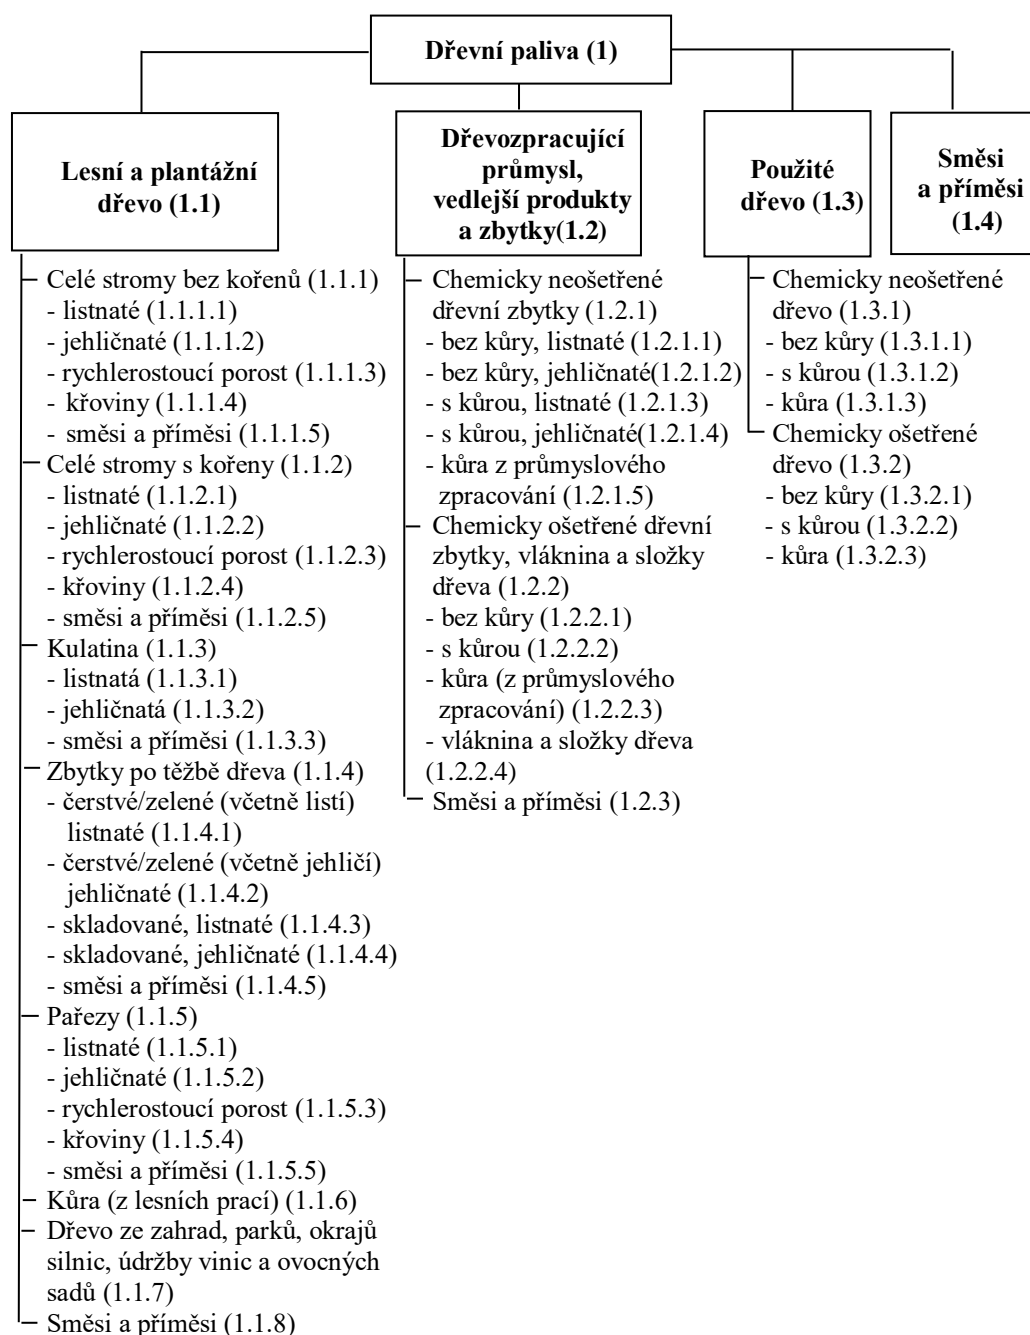 Dřevní paliva (1)
Lesní a plantážní
dřevo (1.1)
Dřevozpracující
průmysl,
vedlejší produkty
a zbytky(1.2)
Použité
dřevo (1.3)
Směsi
a příměsi
(1.4)
Celé stromy bez kořenů (1.1.1)
- listnaté (1.1.1.1)
- jehličnaté (1.1.1.2)
- rychlerostoucí porost (1.1.1.3)
- křoviny (1.1.1.4)
- směsi a příměsi (1.1.1.5)
Celé stromy s kořeny (1.1.2)
- listnaté (1.1.2.1)
- jehličnaté (1.1.2.2)
- rychlerostoucí porost (1.1.2.3)
- křoviny (1.1.2.4)
- směsi a příměsi (1.1.2.5)
Kulatina (1.1.3)
- listnatá (1.1.3.1)
- jehličnatá (1.1.3.2)
- směsi a příměsi (1.1.3.3)
Zbytky po těžbě dřeva (1.1.4)
- čerstvé/zelené (včetně listí)
listnaté (1.1.4.1)
- čerstvé/zelené (včetně jehličí)
jehličnaté (1.1.4.2)
- skladované, listnaté (1.1.4.3)
- skladované, jehličnaté (1.1.4.4)
- směsi a příměsi (1.1.4.5)
Pařezy (1.1.5)
- listnaté (1.1.5.1)
- jehličnaté (1.1.5.2)
- rychlerostoucí porost (1.1.5.3)
- křoviny (1.1.5.4)
- směsi a příměsi (1.1.5.5)
Kůra (z lesních prací) (1.1.6)
Dřevo ze zahrad, parků, okrajů
silnic, údržby vinic a ovocných
sadů (1.1.7)
Směsi a příměsi (1.1.8)
Chemicky neošetřené
dřevní zbytky (1.2.1)
- bez kůry, listnaté (1.2.1.1)
- bez kůry, jehličnaté(1.2.1.2)
- s kůrou, listnaté (1.2.1.3)
- s kůrou, jehličnaté(1.2.1.4)
- kůra z průmyslového
zpracování (1.2.1.5)
Chemicky ošetřené dřevní
zbytky, vláknina a složky
dřeva (1.2.2)
- bez kůry (1.2.2.1)
- s kůrou (1.2.2.2)
- kůra (z průmyslového
zpracování) (1.2.2.3)
- vláknina a složky dřeva
(1.2.2.4)
Směsi a příměsi (1.2.3)
Chemicky neošetřené
dřevo (1.3.1)
- bez kůry (1.3.1.1)
- s kůrou (1.3.1.2)
- kůra (1.3.1.3)
Chemicky ošetřené
dřevo (1.3.2)
- bez kůry (1.3.2.1)
- s kůrou (1.3.2.2)
- kůra (1.3.2.3)